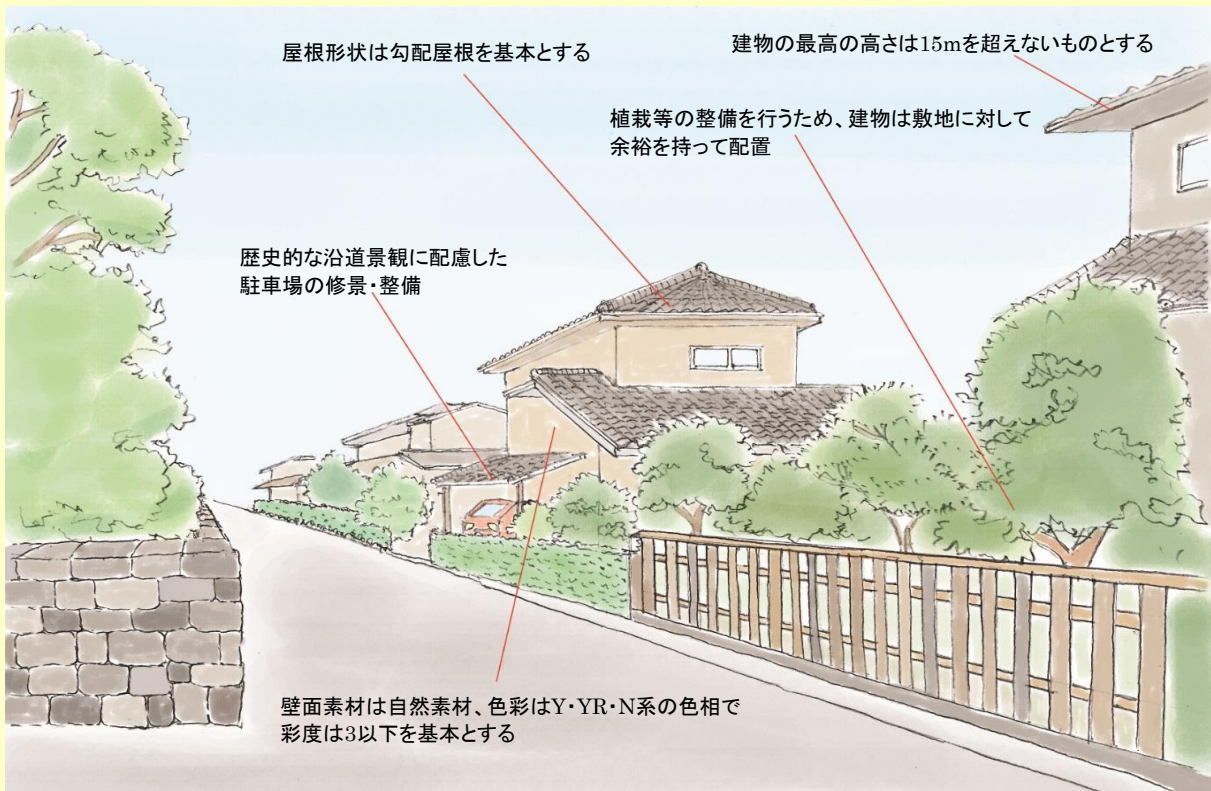 屋根形状は勾配屋根を基本とする
建物の最高の高さは15mを超えないものとする
植栽等の整備を行うため、建物は敷地に対して
余裕を持って配置
歴史的な沿道景観に配慮した
駐車場の修景・整備
壁面素材は自然素材、色彩はY・YR・N系の色相で
彩度は3以下を基本とする